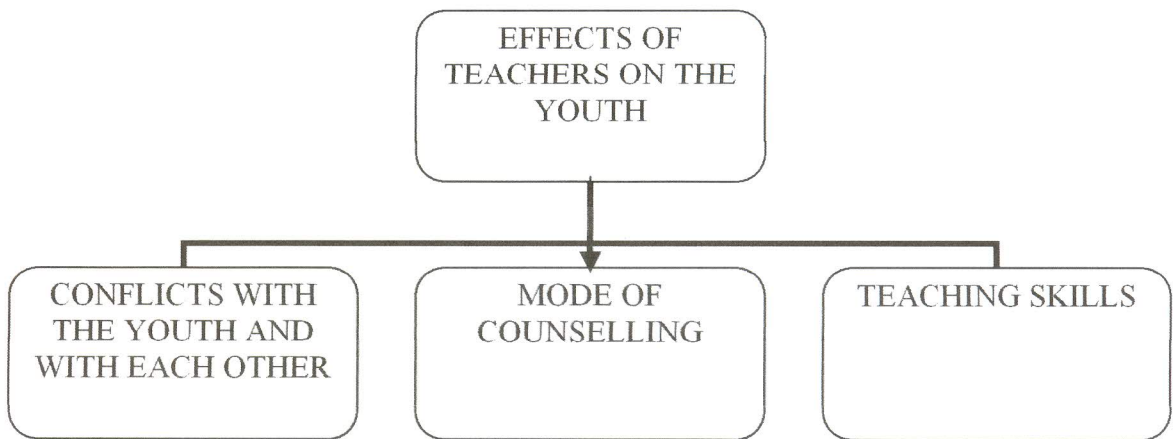 EFFECTS OF
TEACHERS ON THE
YOUTH
CONFLICTS WITH
THE YOUTH AND
WITH EACH OTHER
MODE OF
COUNSELLING
TEACHING SKILLS